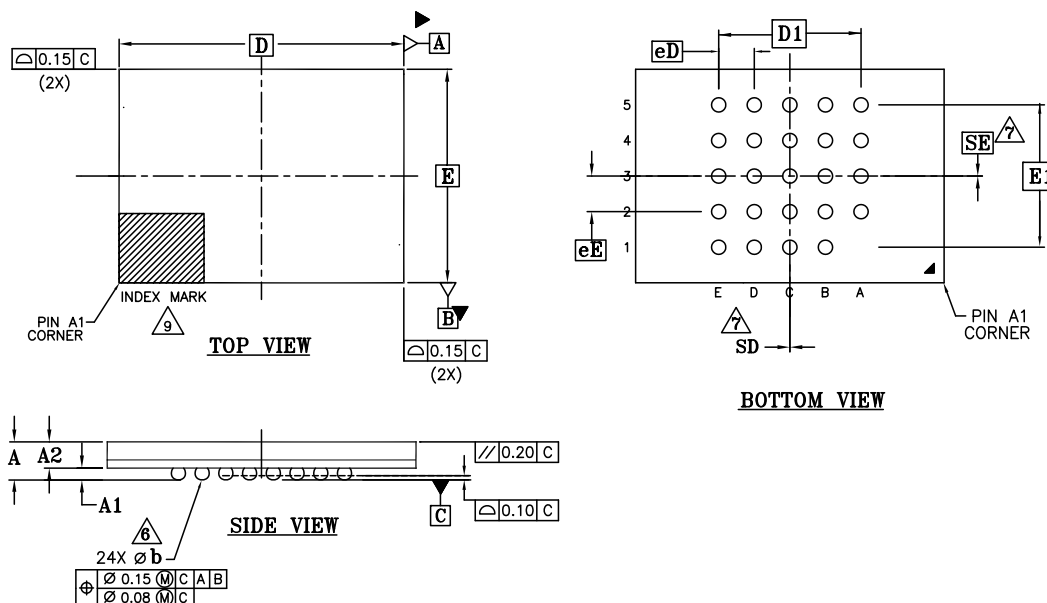 D
A
⌓ 0.15 C
(2X)
E
INDEX MARK
9
PIN A1
CORNER
TOP VIEW
B
⌓ 0.15 C
(2X)
D1
eD
5
4
3
2
1
7
SE
E1
eE
E D C B A
7
SD
PIN A1
CORNER
BOTTOM VIEW
A
A2
A1
// 0.20 C
C
⌓ 0.10 C
6
SIDE VIEW
24X Ø b
⌖ Ø 0.15 Ⓜ C A B
Ø 0.08 Ⓜ C